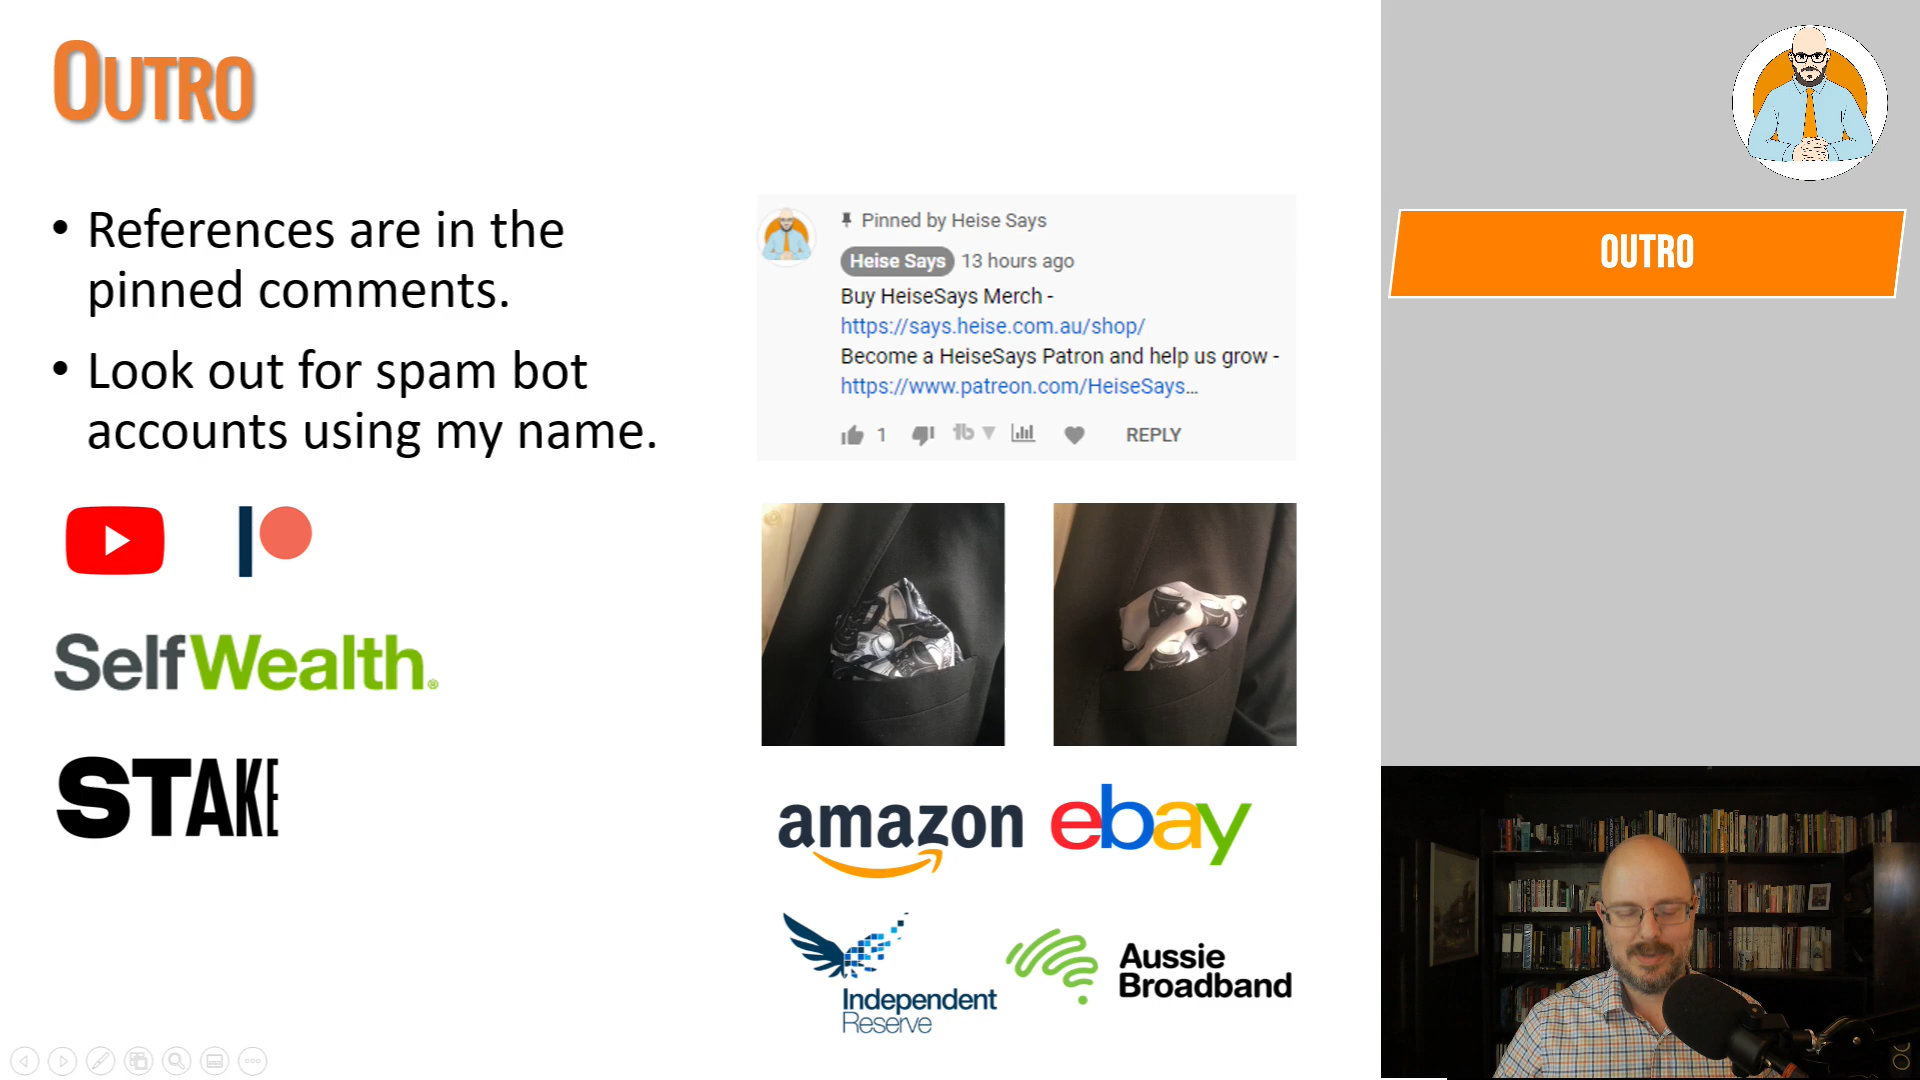 OUTRO
• References are in the
pinned comments.
• Look out for spam bot
accounts using my name.
SelfWealth®
STAKE
Pinned by Heise Says
Heise Says 13 hours ago
Buy HeiseSays Merch -
https://says.heise.com.au/shop/
Become a HeiseSays Patron and help us grow -
https://www.patreon.com/HeiseSays...
1 REPLY
amazon ebay
Independent
Reserve
Aussie
Broadband
OUTRO